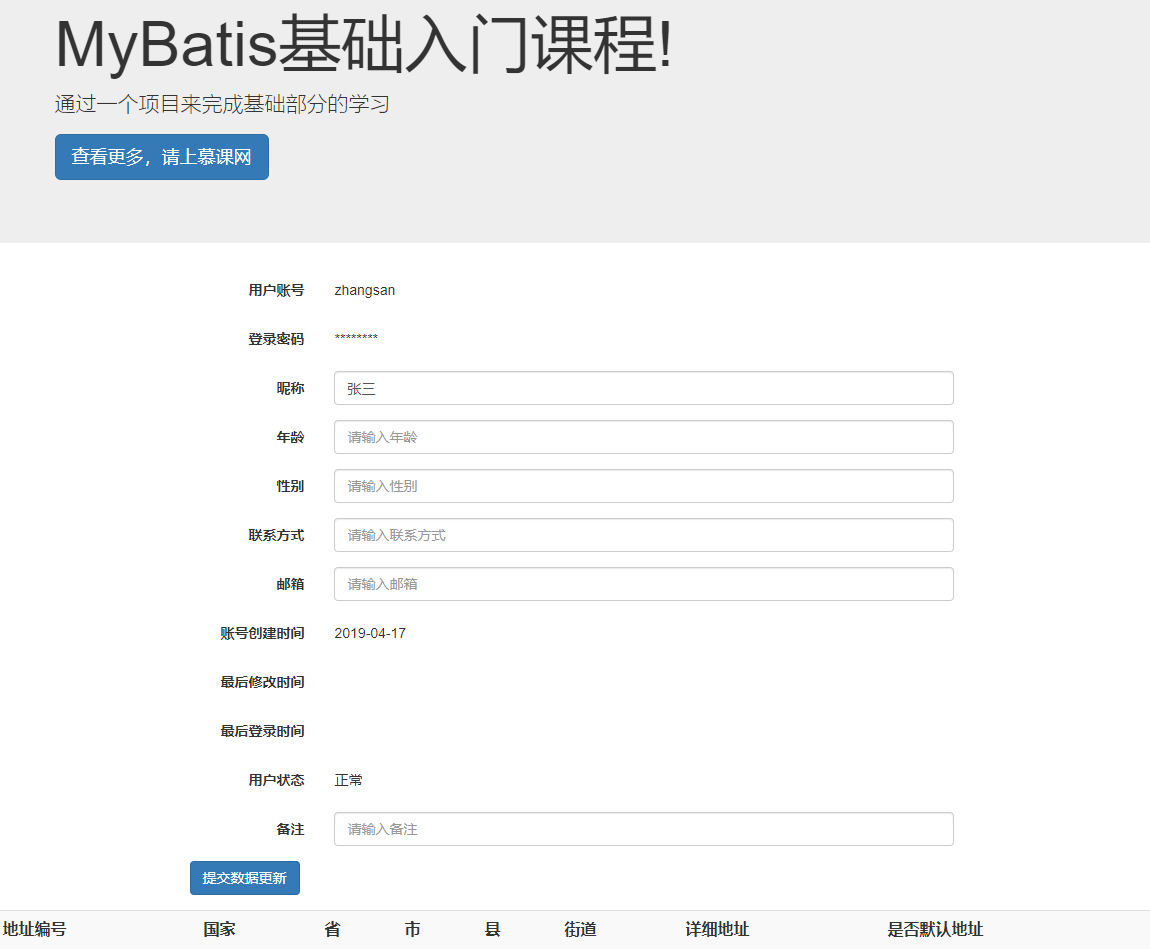 MyBatis基础入门课程!
通过一个项目来完成基础部分的学习
查看更多，请上慕课网
用户账号 zhangsan
登录密码 ********
昵称 张三
年龄 请输入年龄
性别 请输入性别
联系方式 请输入联系方式
邮箱 请输入邮箱
账号创建时间 2019-04-17
最后修改时间
最后登录时间
用户状态 正常
备注 请输入备注
提交数据更新
地址编号 国家 省 市 县 街道 详细地址 是否默认地址